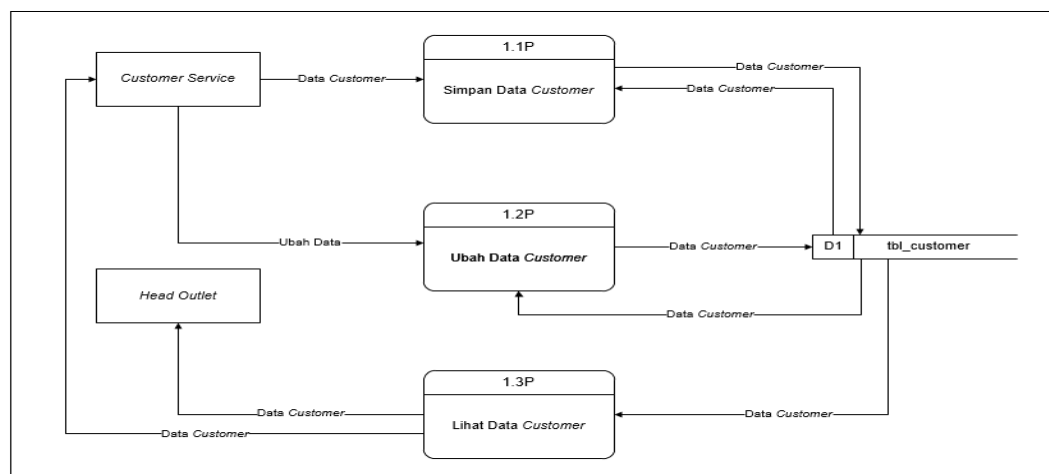 1.1P
Customer Service
Data Customer
Simpan Data Customer
Data Customer
Data Customer
1.2P
Ubah Data
Ubah Data Customer
Data Customer
D1
tbl_customer
Head Outlet
Data Customer
1.3P
Data Customer
Data Customer
Lihat Data Customer
Data Customer